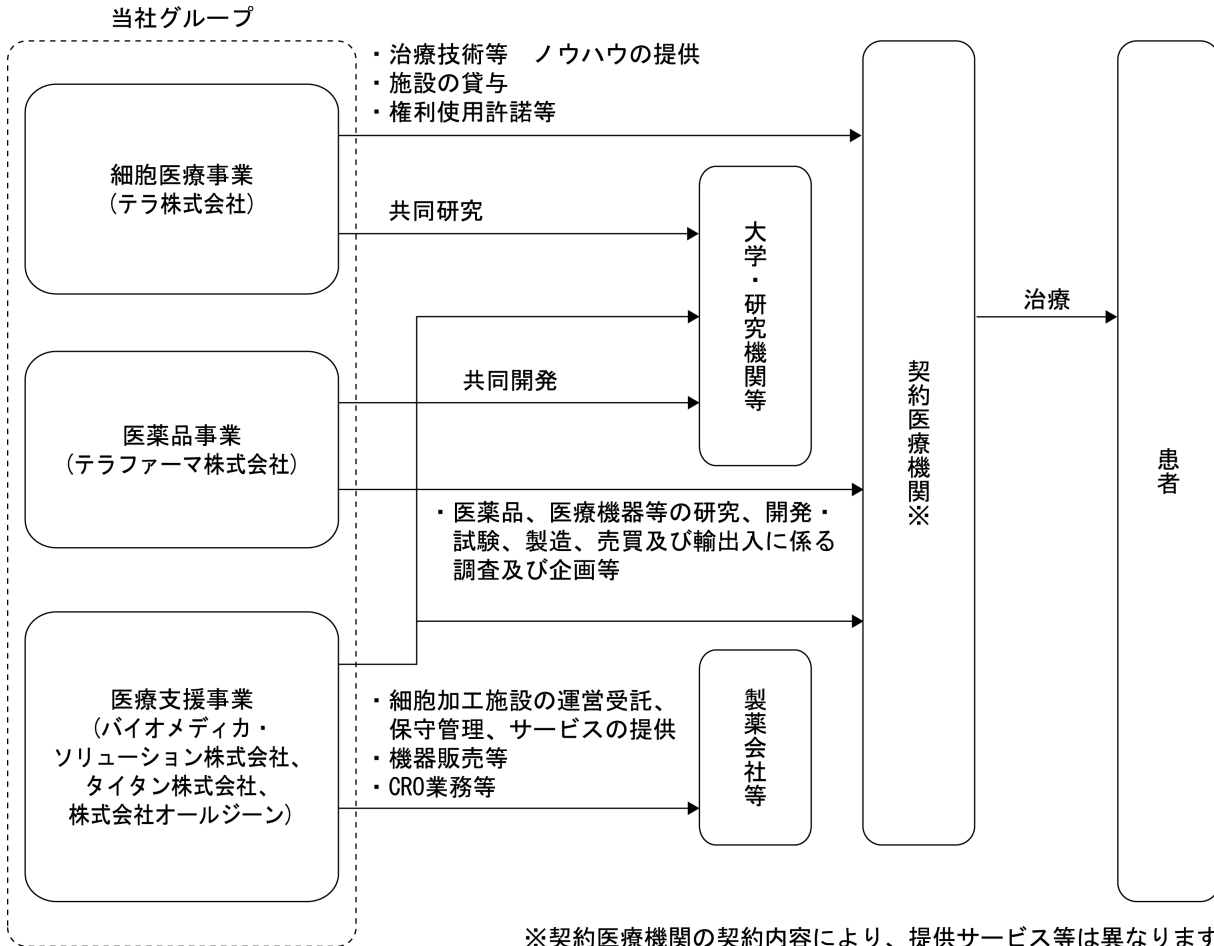 当社グループ
・治療技術等　ノウハウの提供
・施設の貸与
・権利使用許諾等
細胞医療事業
(テラ株式会社)
共同研究
大学・研究機関等
治療
共同開発
医薬品事業
(テラファーマ株式会社)
契約医療機関※
患者
・医薬品、医療機器等の研究、開発・
試験、製造、売買及び輸出入に係る
調査及び企画等
医療支援事業
(バイオメディカ・
ソリューション株式会社、
タイタン株式会社、
株式会社オールジーン)
・細胞加工施設の運営受託、
保守管理、サービスの提供
・機器販売等
・CRO業務等
製薬会社等
※契約医療機関の契約内容により、提供サービス等は異なります